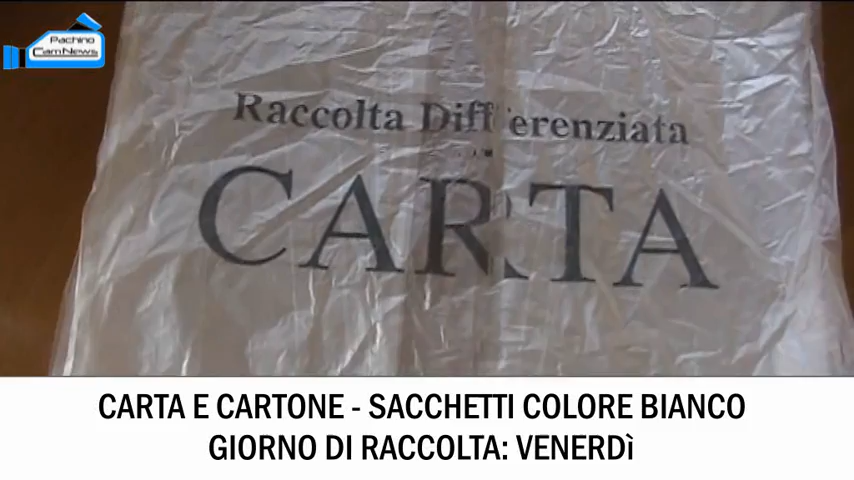 Pachino
CamNews
Raccolta Differenziata
CARTA
CARTA E CARTONE - SACCHETTI COLORE BIANCO
GIORNO DI RACCOLTA: VENERDì